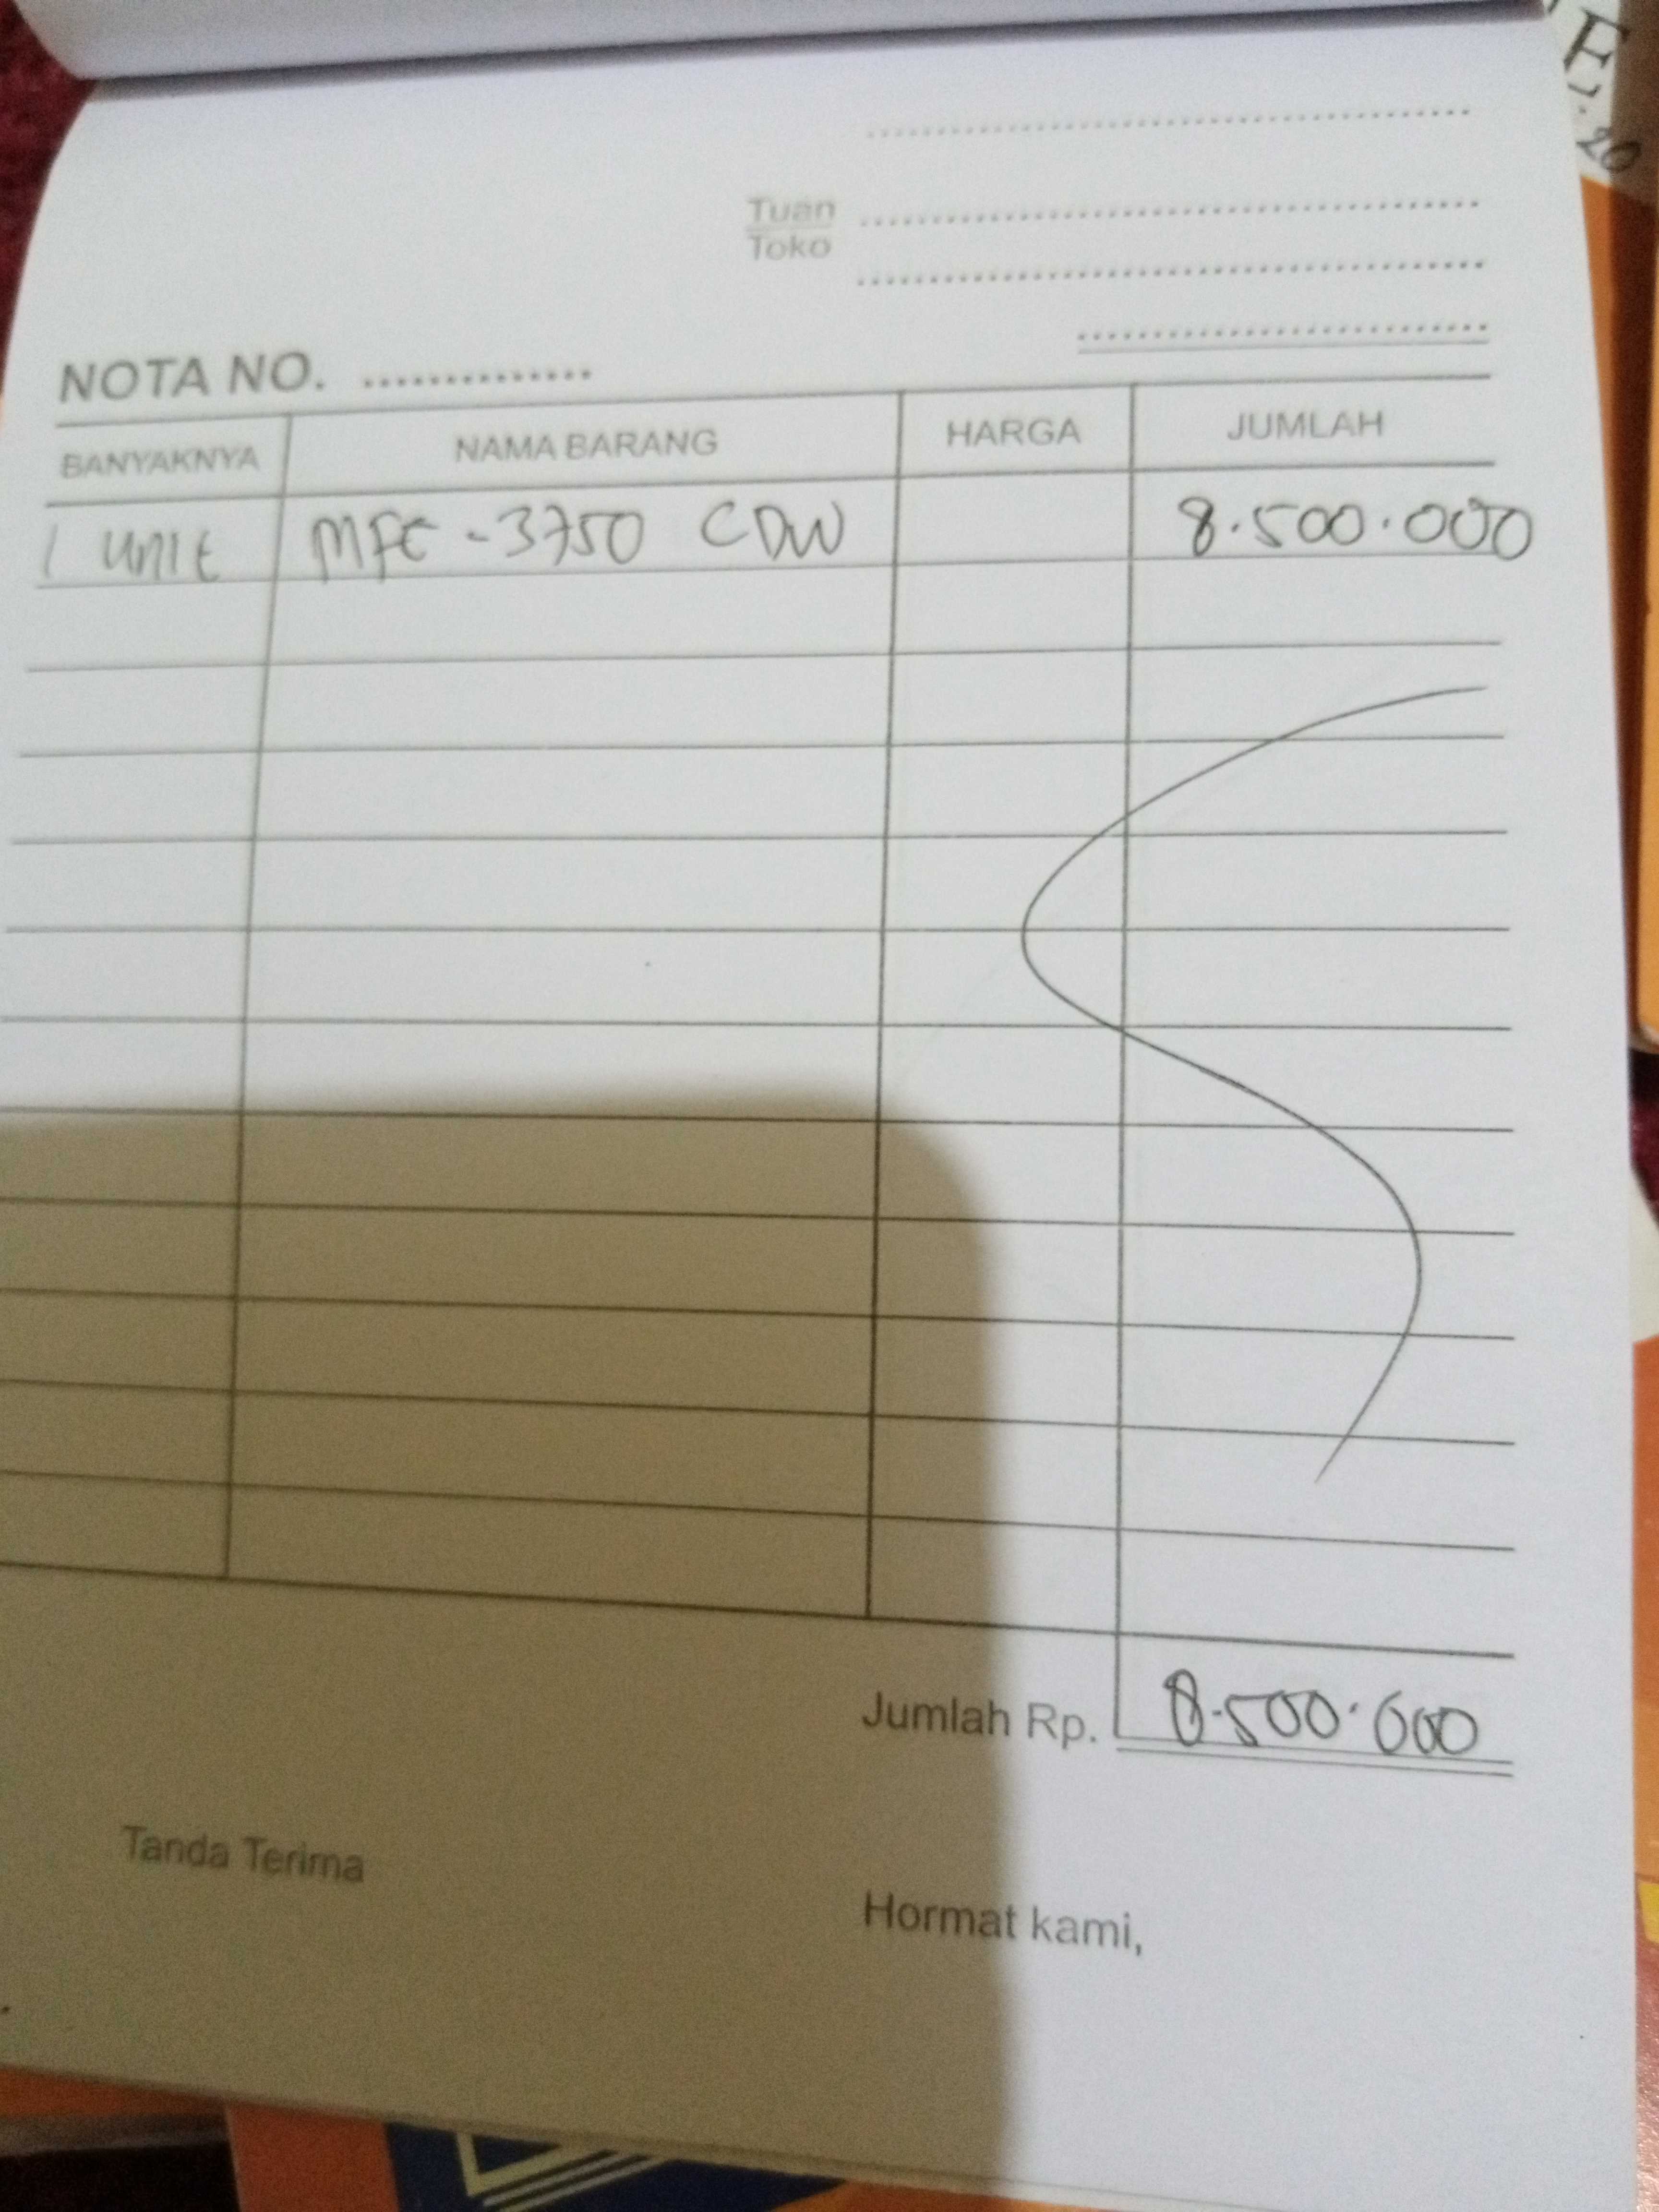 E
20
Tuan
Toko
NOTA NO.
BANYAKNYA NAMA BARANG HARGA JUMLAH
1 unit MFC - 3750 CDW 8.500.000
Jumlah Rp. 8.500.000
Tanda Terima
Hormat kami,